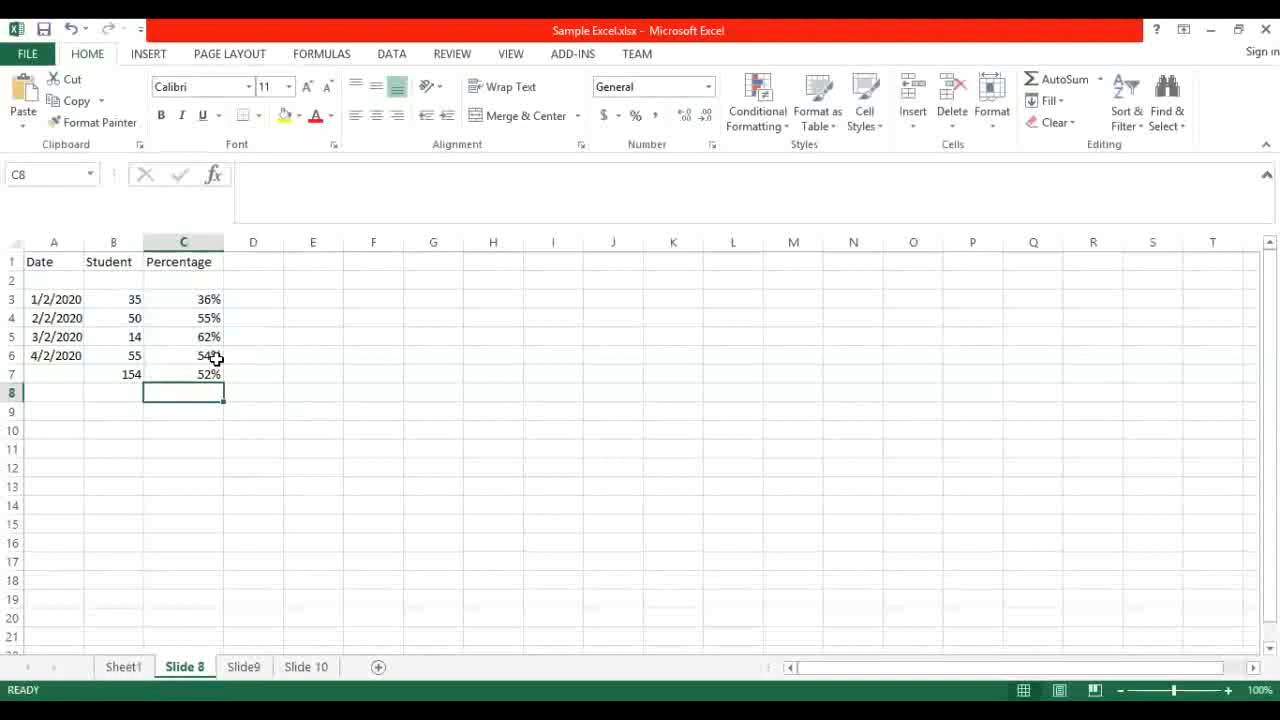 Sample Excel.xlsx - Microsoft Excel
?
FILE HOME INSERT PAGE LAYOUT FORMULAS DATA REVIEW VIEW ADD-INS TEAM Sign in
Paste Cut Copy Format Painter
Calibri 11 A A
B I U A
Wrap Text
Merge & Center
General
$ % ,
Conditional Formatting Format as Table Cell Styles
Insert Delete Format
AutoSum
Fill
Clear
Sort & Filter Find & Select
Clipboard Font Alignment Number Styles Cells Editing
C8 fx
A B C D E F G H I J K L M N O P Q R S T
1 Date Student Percentage
2
3 1/2/2020 35 36%
4 2/2/2020 50 55%
5 3/2/2020 14 62%
6 4/2/2020 55 54%
7 154 52%
8
9
10
11
12
13
14
15
16
17
18
19
20
21
Sheet1 Slide 8 Slide9 Slide 10
READY 100%